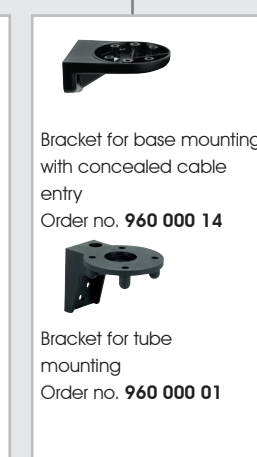 Bracket for base mounting
with concealed cable
entry
Order no. 960 000 14
Bracket for tube
mounting
Order no. 960 000 01